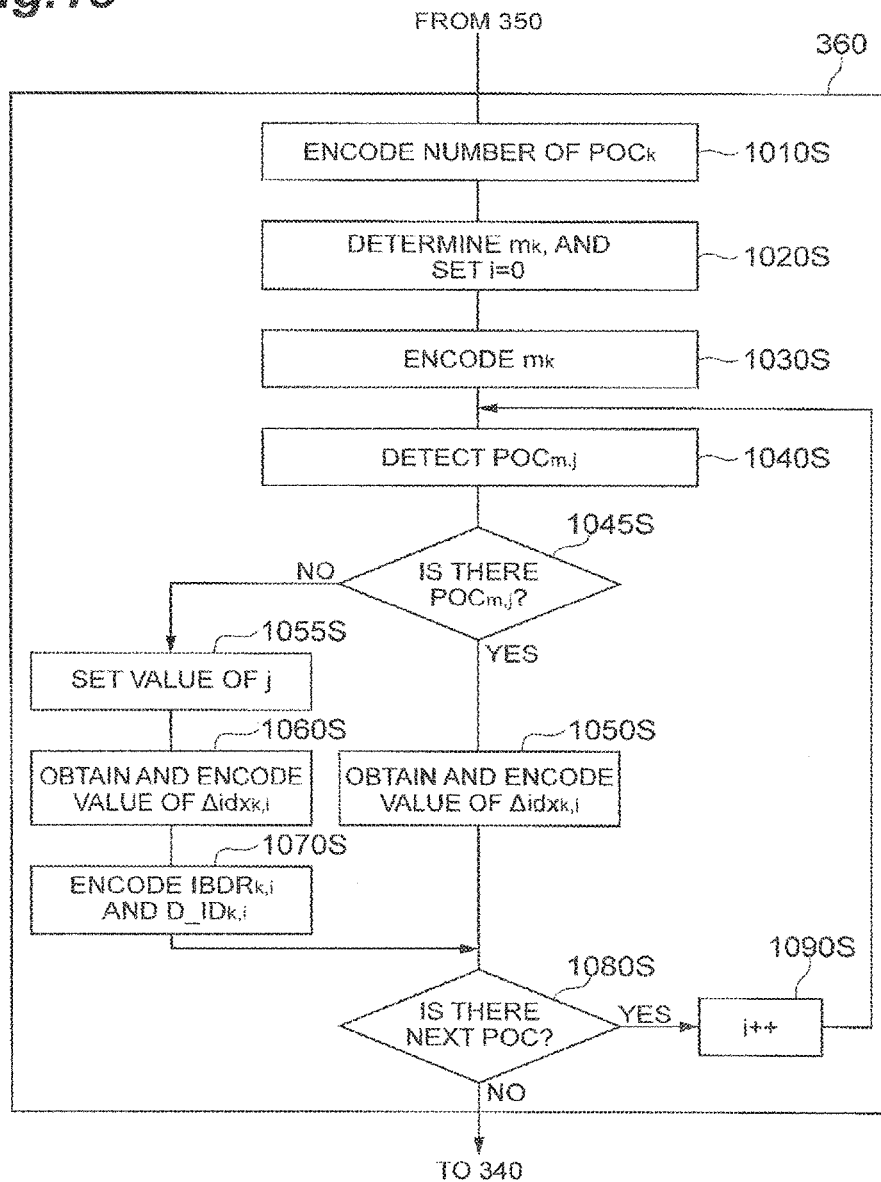 FROM 350
360
ENCODE NUMBER OF POCk
1010S
DETERMINE mk, AND
SET i=0
1020S
ENCODE mk
1030S
DETECT POCm,j
1040S
1045S
IS THERE
POCm,j?
NO
YES
1055S
SET VALUE OF j
1060S
OBTAIN AND ENCODE
VALUE OF Δidxk,i
1050S
OBTAIN AND ENCODE
VALUE OF Δidxk,i
1070S
ENCODE IBDRk,i
AND D_IDk,i
1080S
IS THERE
NEXT POC?
YES
1090S
i++
NO
TO 340